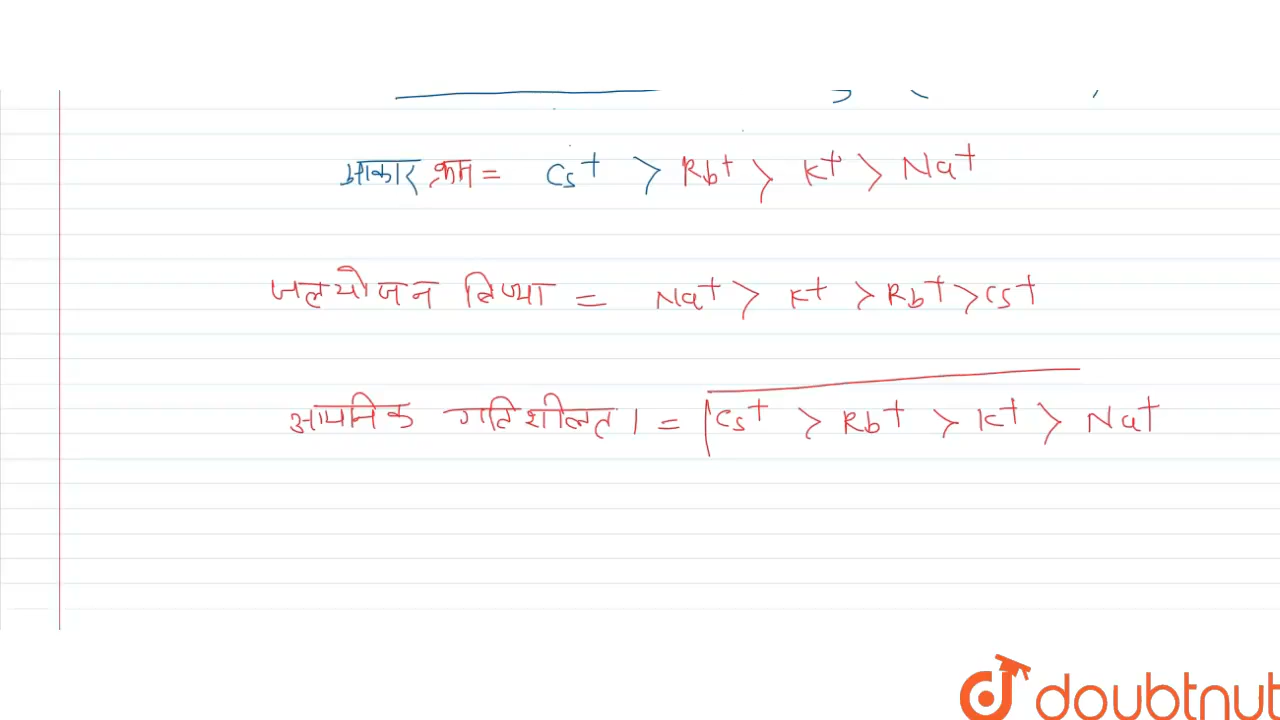 आकार क्रम = Cs+ > Rb+ > K+ > Na+
जलयोजन त्रिज्या = Na+ > K+ > Rb+ > Cs+
आयनिक गतिशीलता = Cs+ > Rb+ > K+ > Na+
doubtnut